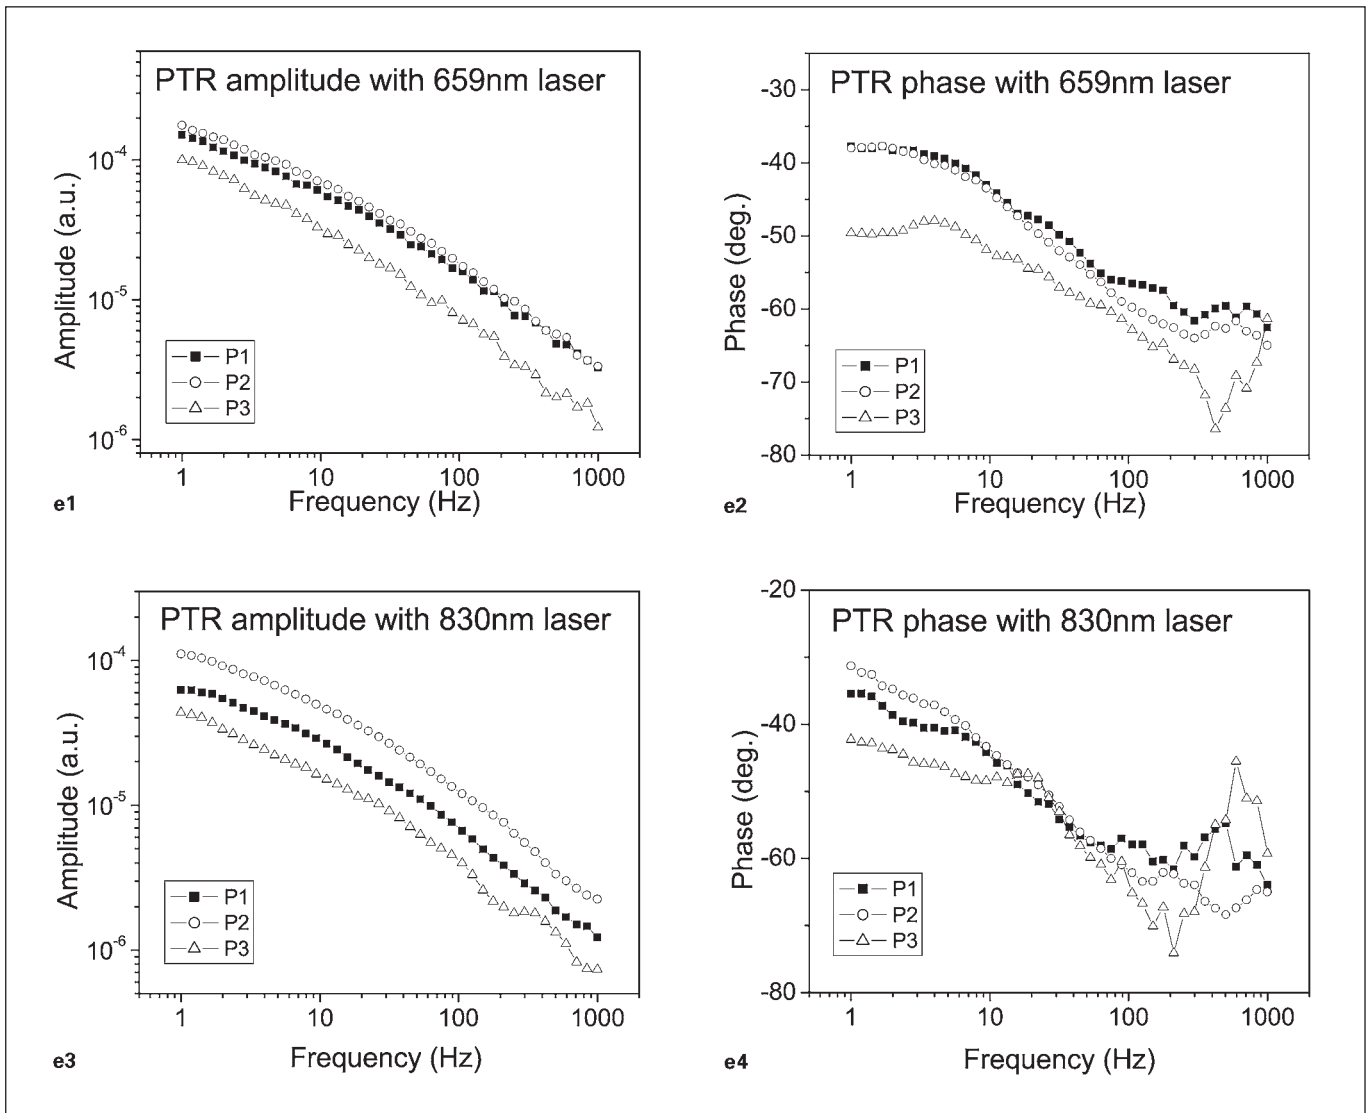 PTR amplitude with 659nm laser
Amplitude (a.u.)
10-4
10-5
10-6
P1
P2
P3
1
10
100
1000
Frequency (Hz)
e1
PTR phase with 659nm laser
Phase (deg.)
-30
-40
-50
-60
-70
-80
P1
P2
P3
1
10
100
1000
Frequency (Hz)
e2
PTR amplitude with 830nm laser
Amplitude (a.u.)
10-4
10-5
10-6
P1
P2
P3
1
10
100
1000
Frequency (Hz)
e3
PTR phase with 830nm laser
Phase (deg.)
-20
-40
-60
-80
P1
P2
P3
1
10
100
1000
Frequency (Hz)
e4